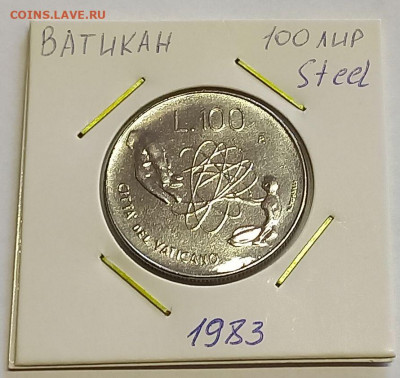 COINS.LAVE.RU
ВАТИКАН 100 ЛИР
Steel
L.100
R
CITTA' DEL VATICANO
1983